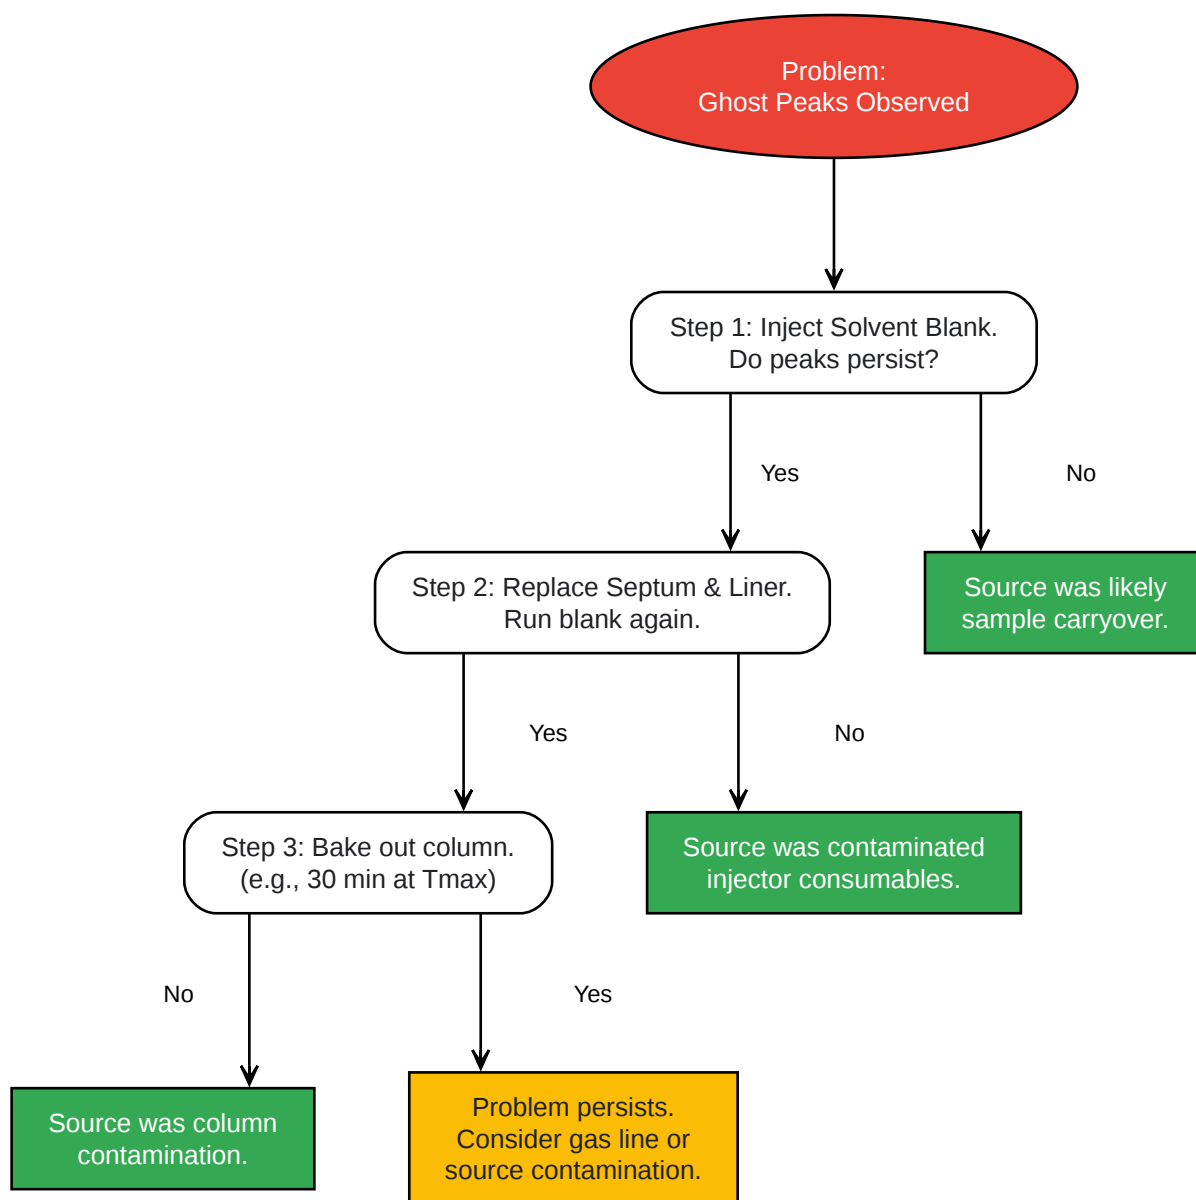 Problem:
Ghost Peaks Observed
Step 1: Inject Solvent Blank.
Do peaks persist?
Yes
No
Step 2: Replace Septum & Liner.
Run blank again.
Source was likely
sample carryover.
Yes
No
Step 3: Bake out column.
(e.g., 30 min at Tmax)
Source was contaminated
injector consumables.
No
Yes
Source was column
contamination.
Problem persists.
Consider gas line or
source contamination.